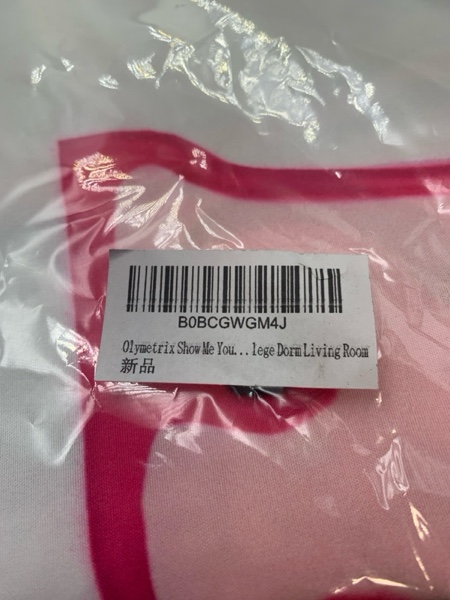 B0BCGWGM4J
Olymetrix Show Me You...lege Dorm Living Room
新品